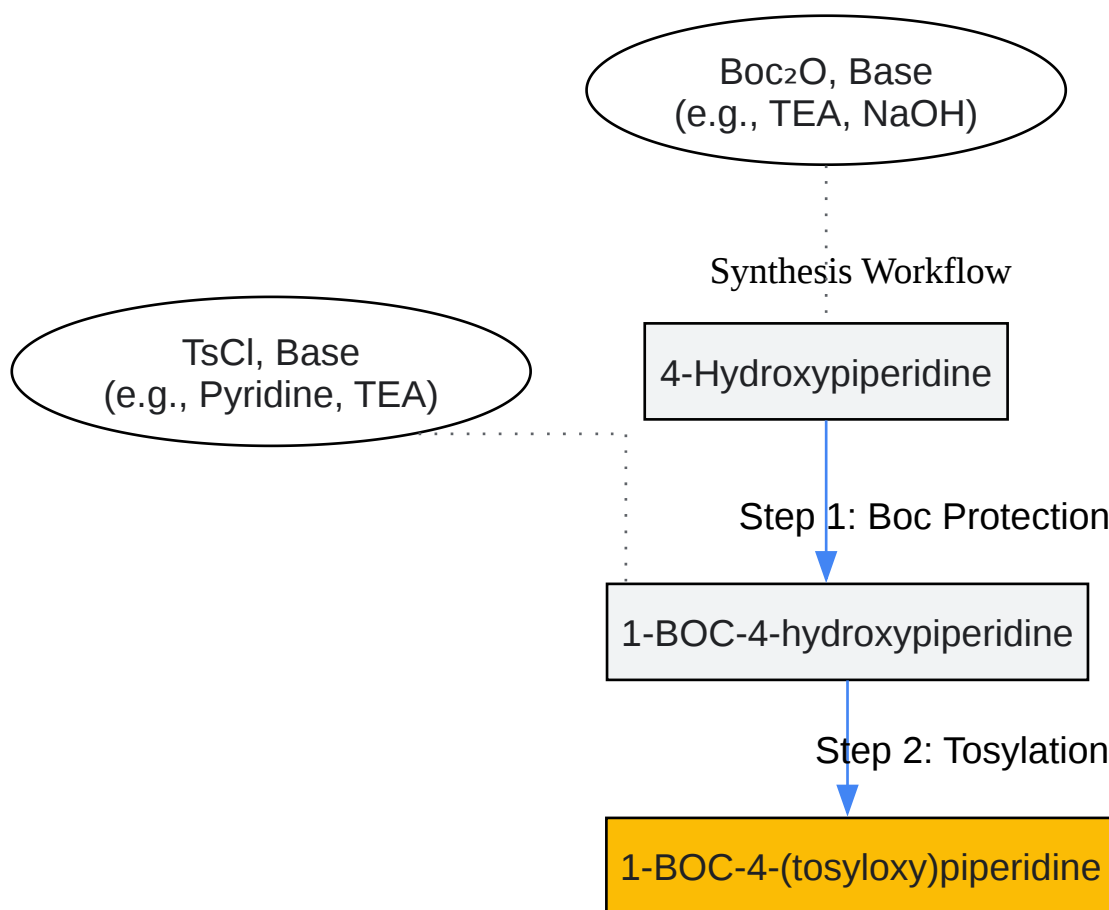 Boc₂O, Base
(e.g., TEA, NaOH)
Synthesis Workflow
TsCl, Base
(e.g., Pyridine, TEA)
4-Hydroxypiperidine
Step 1: Boc Protection
1-BOC-4-hydroxypiperidine
Step 2: Tosylation
1-BOC-4-(tosyloxy)piperidine